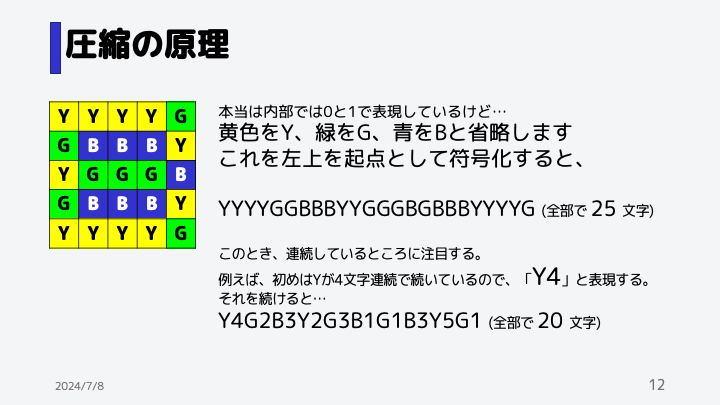 圧縮の原理
Y Y Y Y G
G B B B Y
Y G G G B
G B B B Y
Y Y Y Y G
本当は内部では0と1で表現しているけど…
黄色をY、緑をG、青をBと省略します
これを左上を起点として符号化すると、
YYYYGGBBBYYGGGBGBBBYYYYG (全部で 25 文字)
このとき、連続しているところに注目する。
例えば、初めはYが4文字連続で続いているので、「Y4」と表現する。
それを続けると…
Y4G2B3Y2G3B1G1B3Y5G1 (全部で 20 文字)
2024/7/8
12